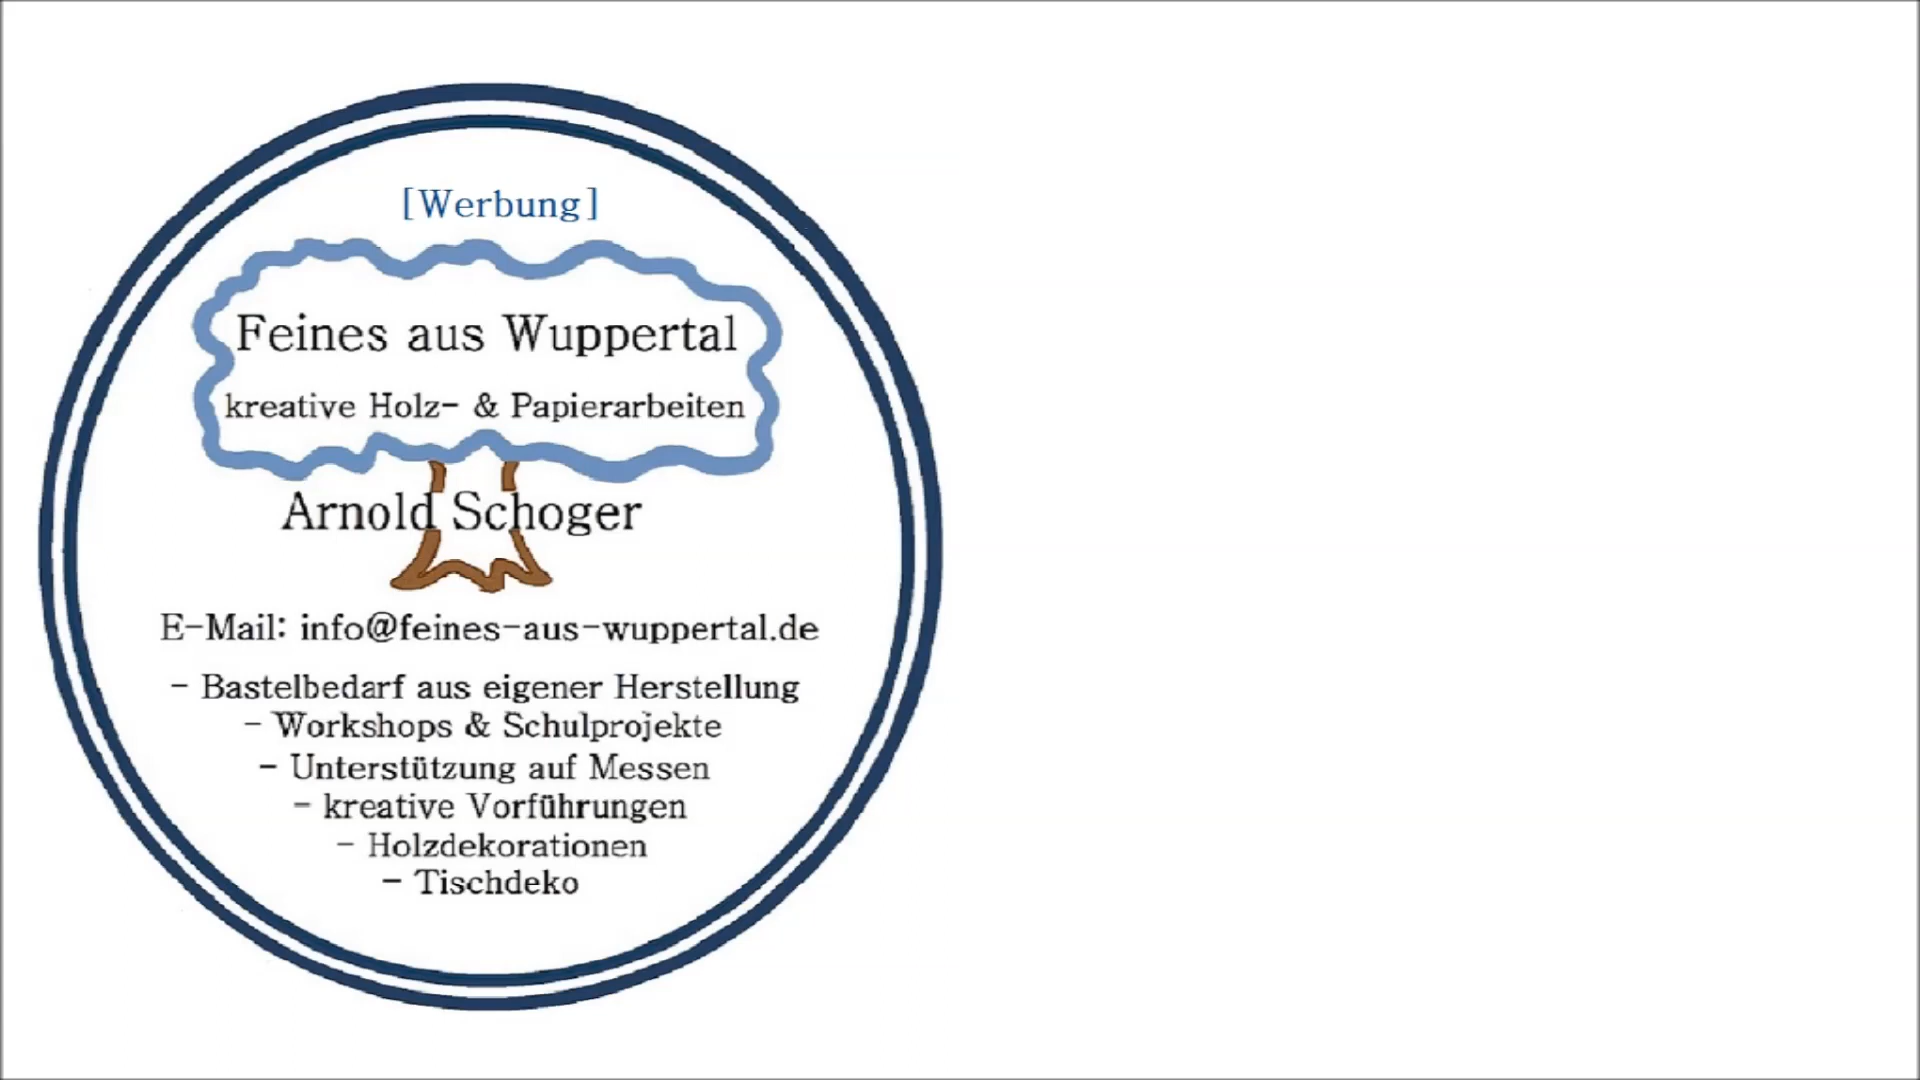 [Werbung]
Feines aus Wuppertal
kreative Holz- & Papierarbeiten
Arnold Schoger
E-Mail: info@feines-aus-wuppertal.de
- Bastelbedarf aus eigener Herstellung
- Workshops & Schulprojekte
- Unterstützung auf Messen
- kreative Vorführungen
- Holzdekorationen
- Tischdeko